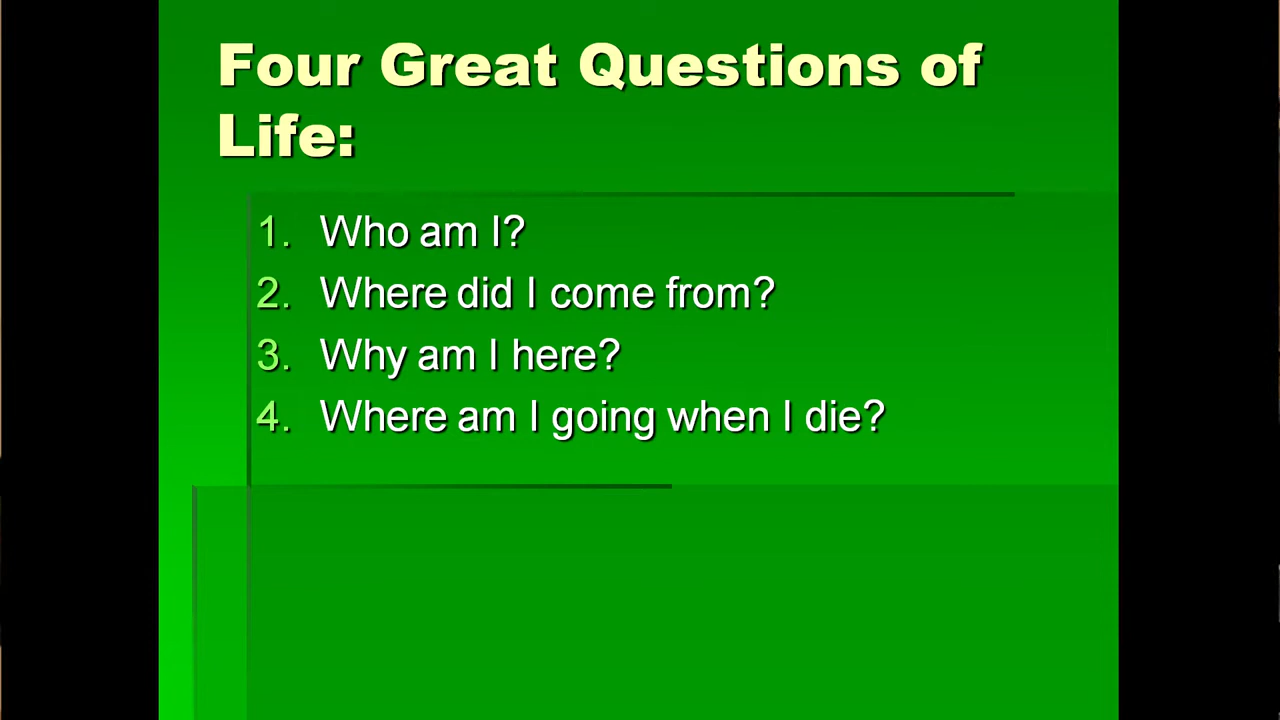 Four Great Questions of
Life:
1. Who am I?
2. Where did I come from?
3. Why am I here?
4. Where am I going when I die?